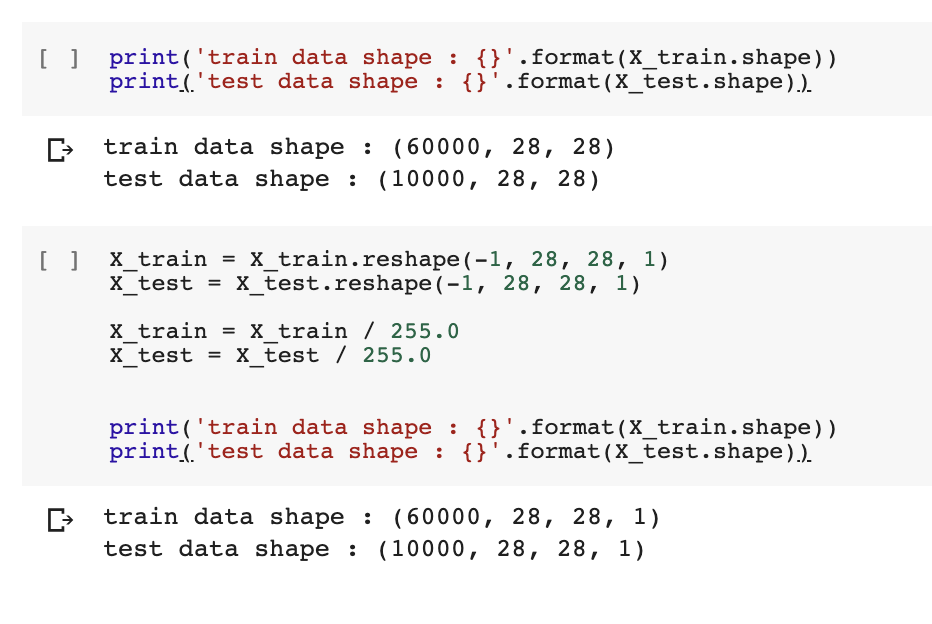 [ ] print('train data shape : {}'.format(X_train.shape))
print('test data shape : {}'.format(X_test.shape))
train data shape : (60000, 28, 28)
test data shape : (10000, 28, 28)
[ ] X_train = X_train.reshape(-1, 28, 28, 1)
X_test = X_test.reshape(-1, 28, 28, 1)
X_train = X_train / 255.0
X_test = X_test / 255.0
print('train data shape : {}'.format(X_train.shape))
print('test data shape : {}'.format(X_test.shape))
train data shape : (60000, 28, 28, 1)
test data shape : (10000, 28, 28, 1)